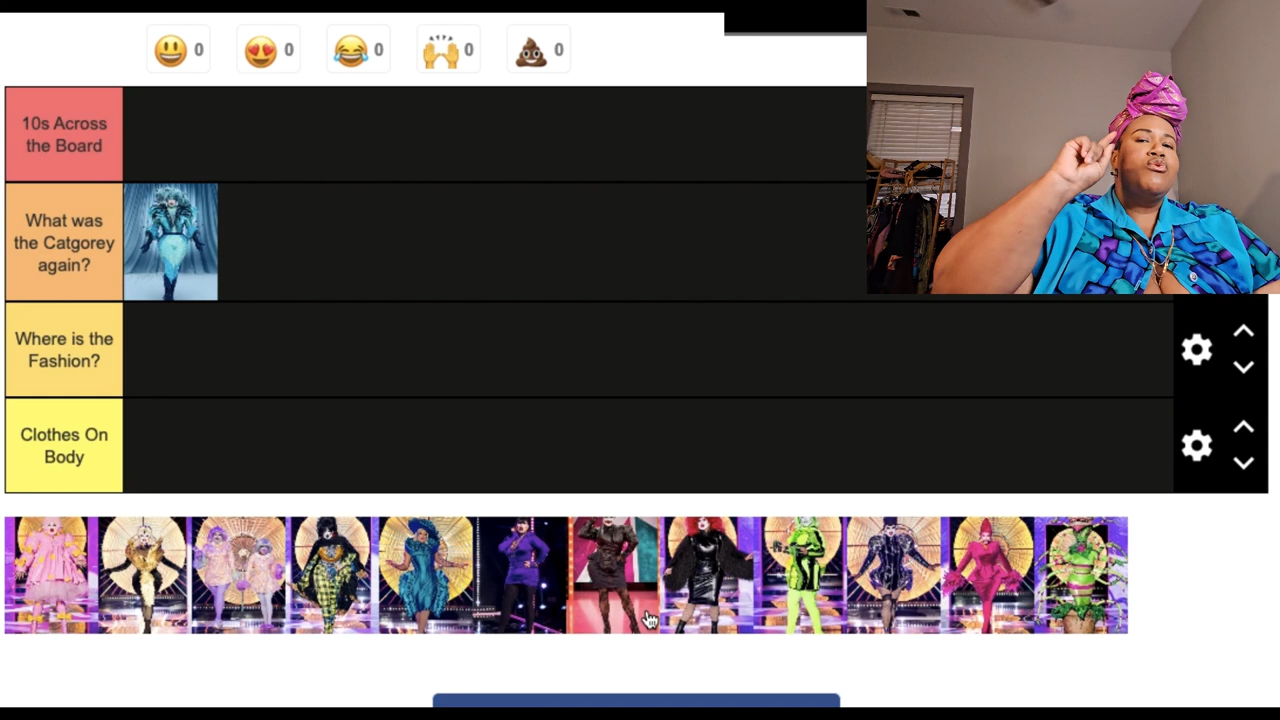 0 0 0 0 0
10s Across
the Board
What was
the Catgorey
again?
Where is the
Fashion?
Clothes On
Body